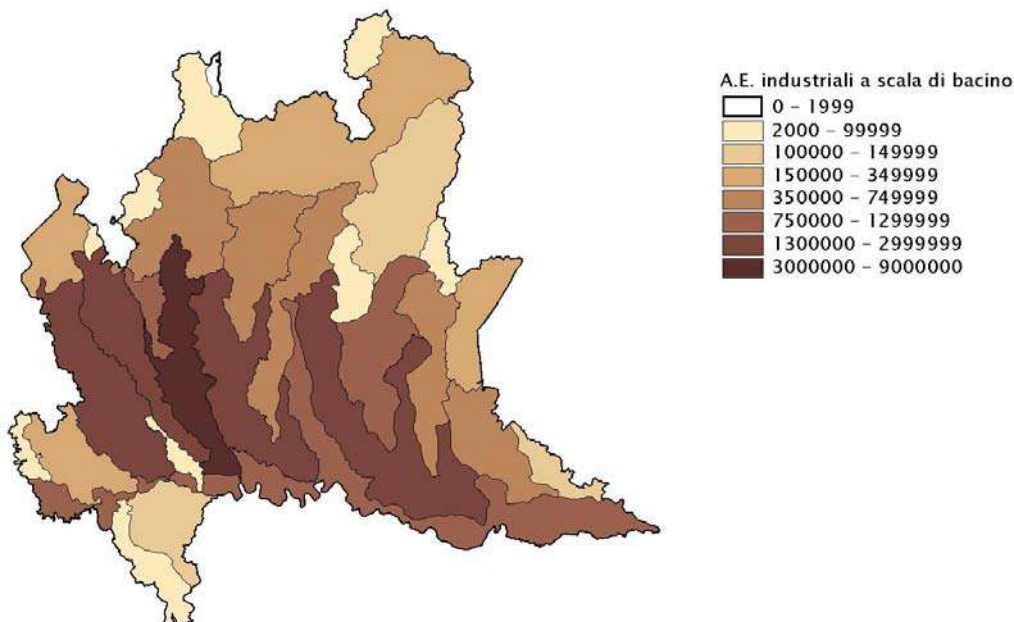 A.E. industriali a scala di bacino
0 – 1999
2000 – 99999
100000 – 149999
150000 – 349999
350000 – 749999
750000 – 1299999
1300000 – 2999999
3000000 – 9000000